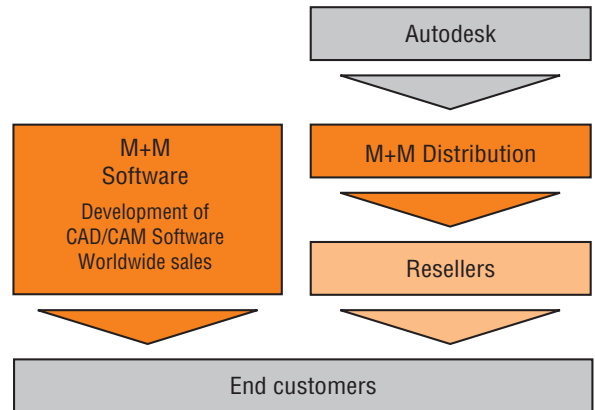 Autodesk
M+M
Software
Development of
CAD/CAM Software
Worldwide sales
M+M Distribution
Resellers
End customers